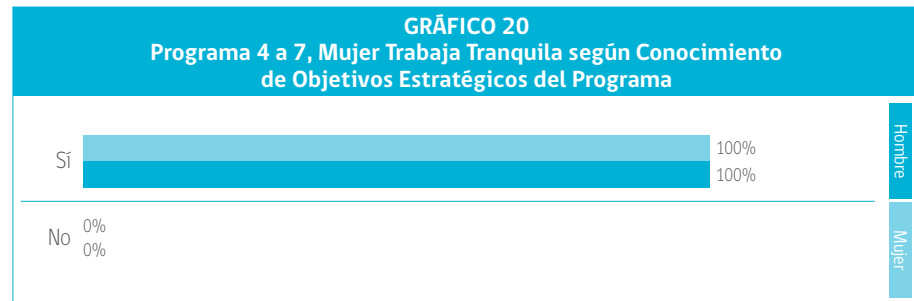 GRÁFICO 20
Programa 4 a 7, Mujer Trabaja Tranquila según Conocimiento
de Objetivos Estratégicos del Programa
Sí
100%
100%
No
0%
0%
Hombre
Mujer